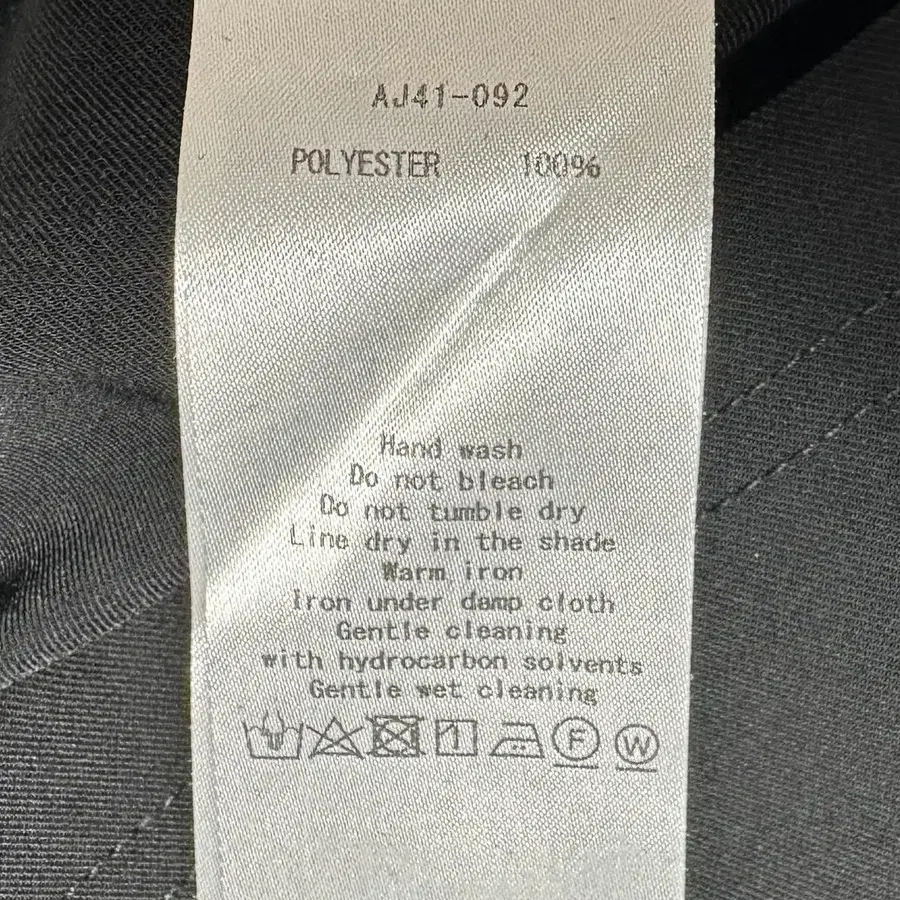 AJ41-092
POLYESTER 100%
Hand wash
Do not bleach
Do not tumble dry
Line dry in the shade
Warm iron
Iron under damp cloth
Gentle cleaning
with hydrocarbon solvents
Gentle wet cleaning
F W